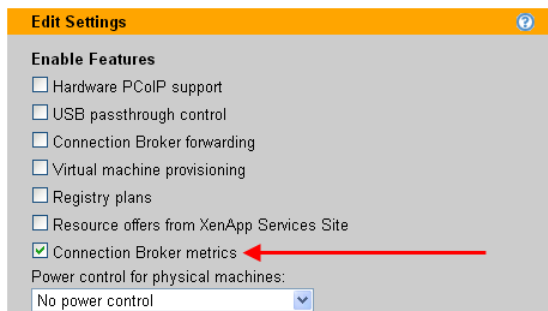 Edit Settings ?
Enable Features
Hardware PCoIP support
USB passthrough control
Connection Broker forwarding
Virtual machine provisioning
Registry plans
Resource offers from XenApp Services Site
Connection Broker metrics
Power control for physical machines:
No power control